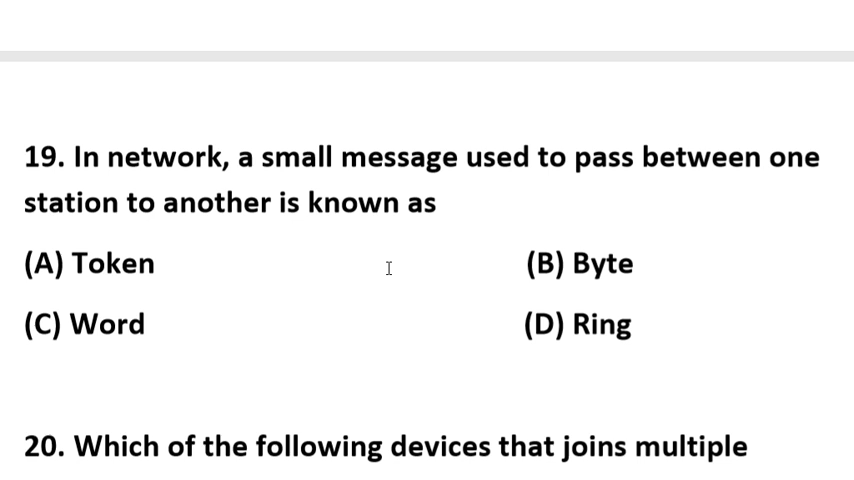 19. In network, a small message used to pass between one
station to another is known as
(A) Token (B) Byte
(C) Word (D) Ring
20. Which of the following devices that joins multiple